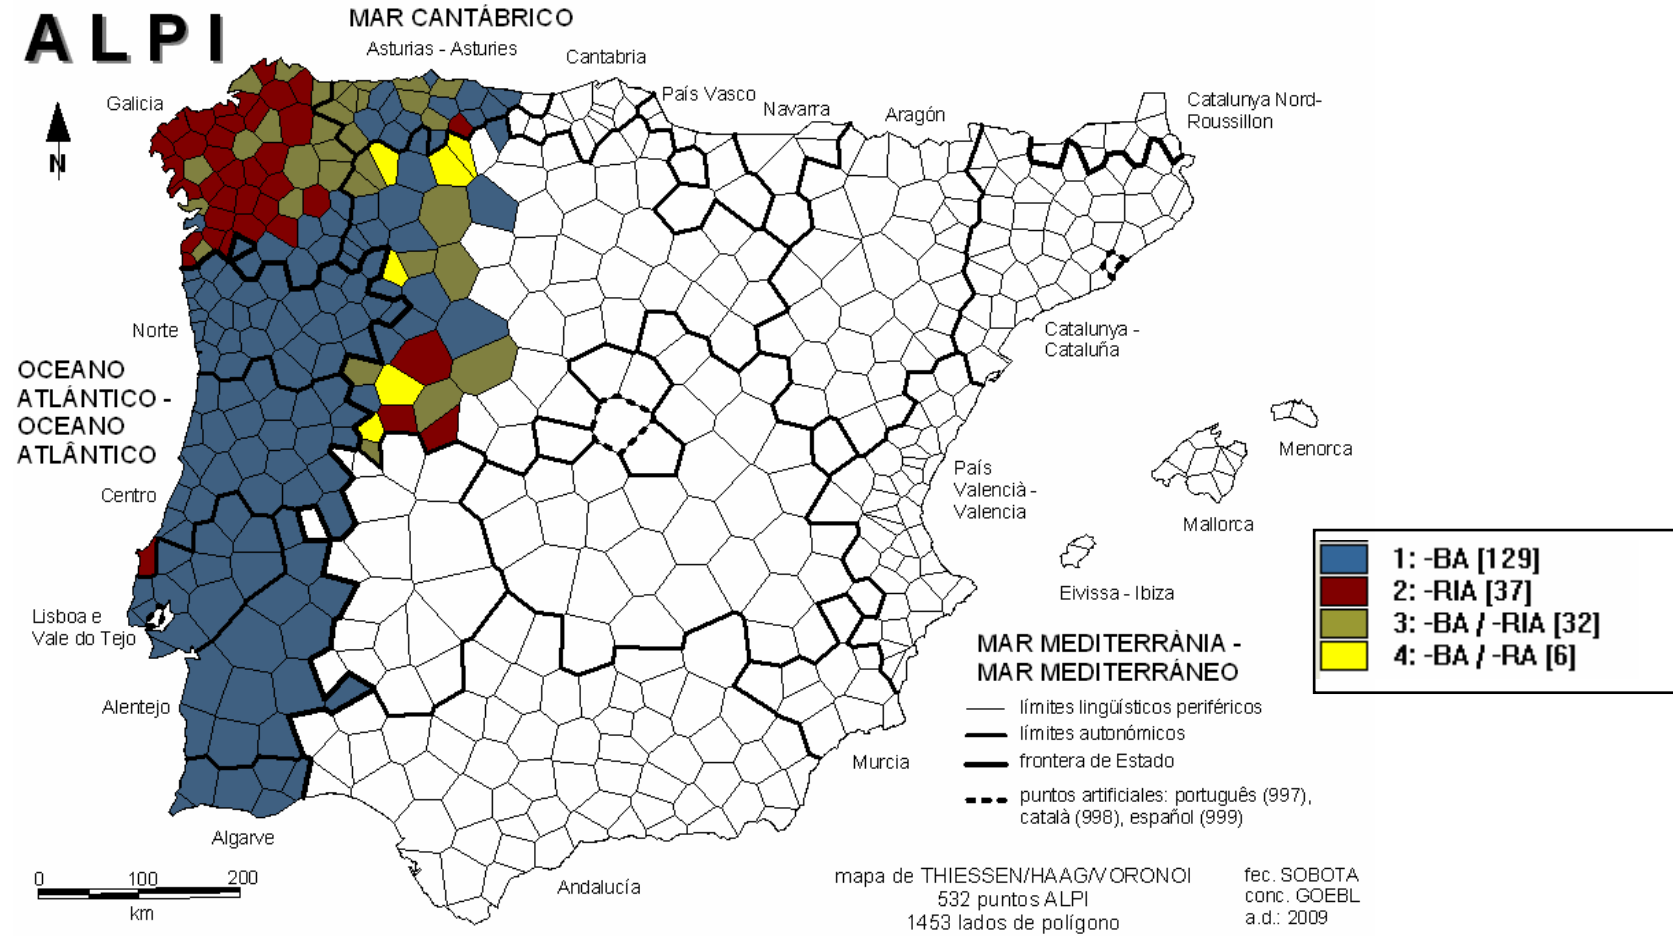 ALPI
MAR CANTÁBRICO
Asturias - Asturies
Cantabria
País Vasco
Navarra
Aragón
Catalunya Nord-
Roussillon
Galicia
N
Norte
OCEANO
ATLÁNTICO -
OCEANO
ATLÂNTICO
Centro
Catalunya -
Cataluña
Menorca
País
Valencià -
Valencia
Mallorca
Eivissa - Ibiza
Lisboa e
Vale do Tejo
Alentejo
Algarve
Andalucía
Murcia
MAR MEDITERRÀNIA -
MAR MEDITERRÁNEO
límites lingüísticos periféricos
límites autonómicos
frontera de Estado
puntos artificiales: português (997),
català (998), español (999)
1: -BA [129]
2: -RIA [37]
3: -BA / -RIA [32]
4: -BA / -RA [6]
0 100 200
km
mapa de THIESSEN/HAAG/VORONOI
532 puntos ALPI
1453 lados de polígono
fec. SOBOTA
conc. GOEBL
a.d.: 2009